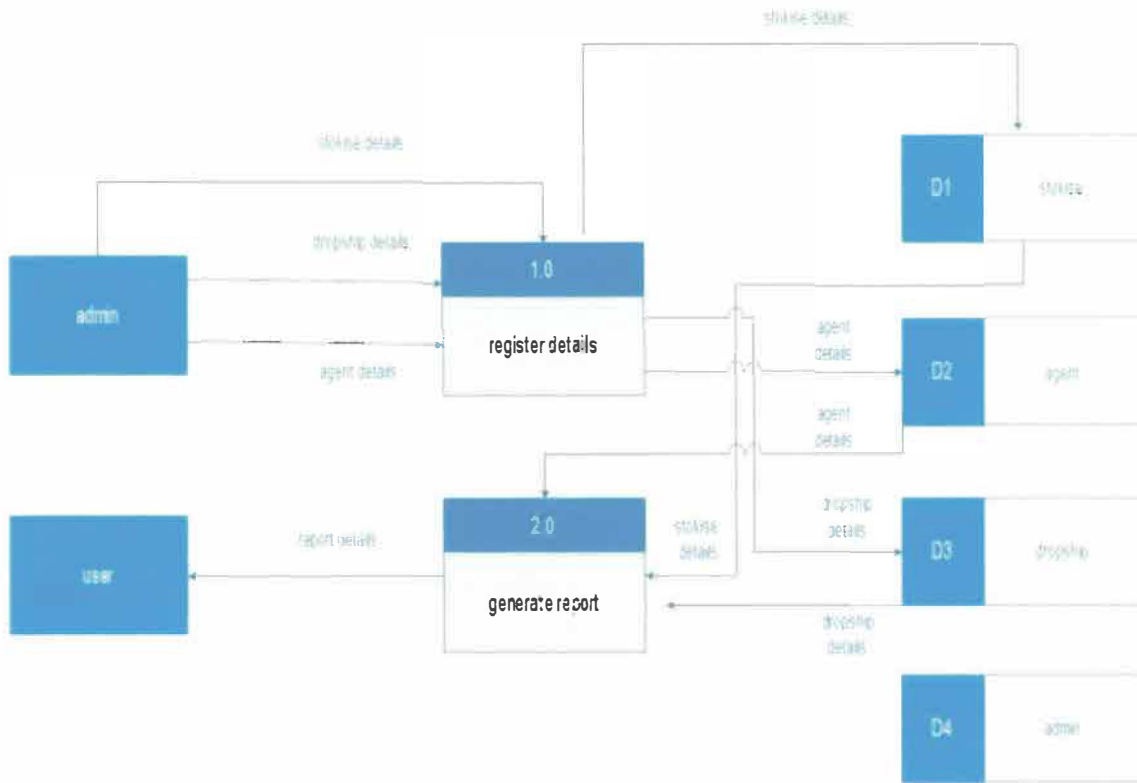 stokise details
stokise details
D1
stokise
dropship details
1.0
admin
register details
agent details
agent
details
D2
agent
agent
details
2.0
report details
stokise
details
dropship
details
D3
dropship
user
generate report
dropship
details
D4
admin